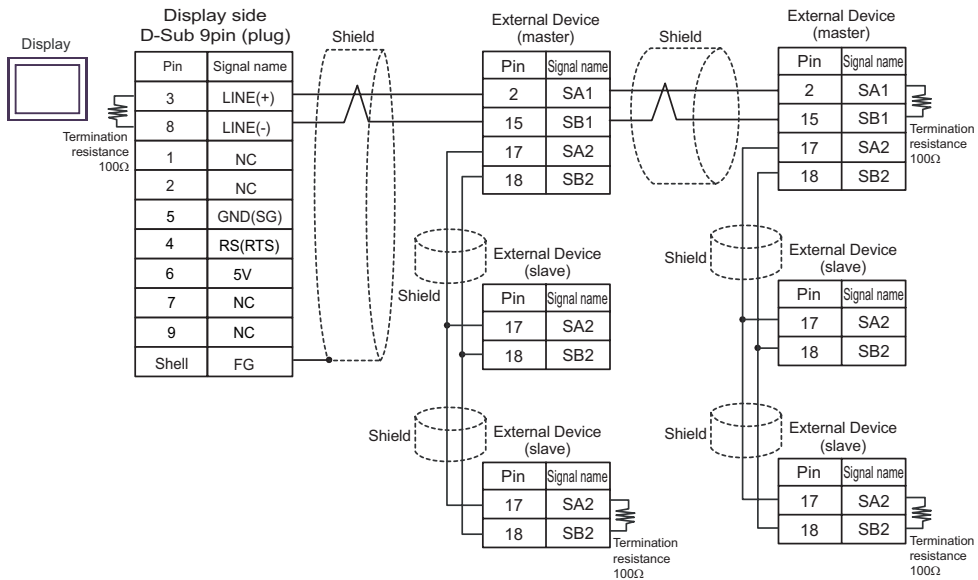 Display
Display side
D-Sub 9pin (plug)
Pin Signal name
3 LINE(+)
8 LINE(-)
1 NC
2 NC
5 GND(SG)
4 RS(RTS)
6 5V
7 NC
9 NC
Shell FG
Termination
resistance
100Ω
Shield
External Device
(master)
Pin Signal name
2 SA1
15 SB1
17 SA2
18 SB2
Shield
External Device
(master)
Pin Signal name
2 SA1
15 SB1
17 SA2
18 SB2
Termination
resistance
100Ω
Shield
External Device
(slave)
Pin Signal name
17 SA2
18 SB2
Shield
External Device
(slave)
Pin Signal name
17 SA2
18 SB2
Shield
External Device
(slave)
Pin Signal name
17 SA2
18 SB2
Termination
resistance
100Ω
Shield
External Device
(slave)
Pin Signal name
17 SA2
18 SB2
Termination
resistance
100Ω